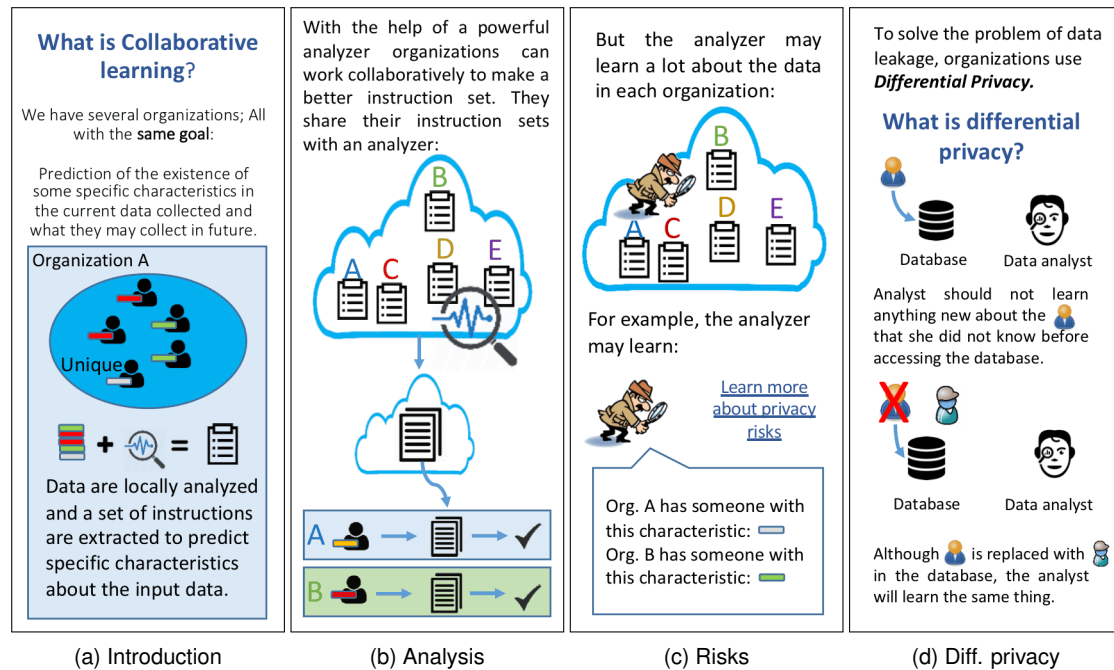 What is Collaborative
learning?
We have several organizations; All
with the same goal:
Prediction of the existence of
some specific characteristics in
the current data collected and
what they may collect in future.
Organization A
Unique
+ =
Data are locally analyzed
and a set of instructions
are extracted to predict
specific characteristics
about the input data.
(a) Introduction
With the help of a powerful
analyzer organizations can
work collaboratively to make a
better instruction set. They
share their instruction sets
with an analyzer:
B
D
A C E
A
B
(b) Analysis
But the analyzer may
learn a lot about the data
in each organization:
B
D E
A C
For example, the analyzer
may learn:
Learn more
about privacy
risks
Org. A has someone with
this characteristic:
Org. B has someone with
this characteristic:
(c) Risks
To solve the problem of data
leakage, organizations use
Differential Privacy.
What is differential
privacy?
Database Data analyst
Analyst should not learn
anything new about the
that she did not know before
accessing the database.
X
Database Data analyst
Although is replaced with
in the database, the analyst
will learn the same thing.
(d) Diff. privacy